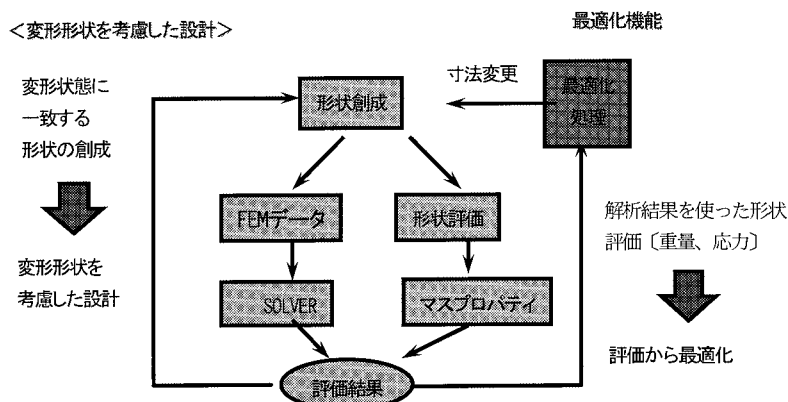 ＜変形形状を考慮した設計＞
最適化機能
変形状態に
一致する
形状の創成
寸法変更
形状創成
最適化
処理
FEMデータ
形状評価
解析結果を使った形状
評価〔重量、応力〕
変形形状を
考慮した設計
SOLVER
マスプロパティ
評価から最適化
評価結果